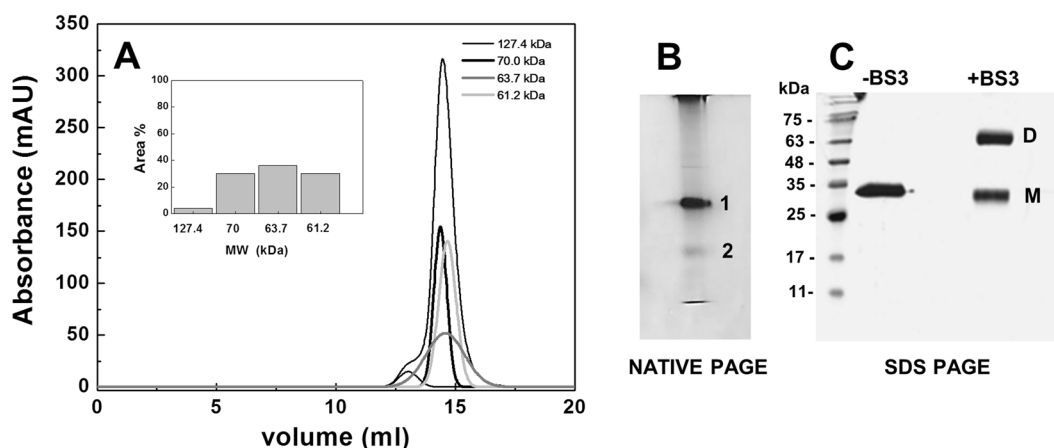 A
Absorbance (mAU)
350
300
250
200
150
100
50
0
0 5 10 15 20
volume (ml)
127.4 kDa
70.0 kDa
63.7 kDa
61.2 kDa
Area %
100
80
60
40
20
0
127.4 70 63.7 61.2
MW (kDa)
B
1
2
NATIVE PAGE
C
-BS3 +BS3
kDa
75 -
63 -
48 -
35 -
25 -
17 -
11-
D
M
SDS PAGE